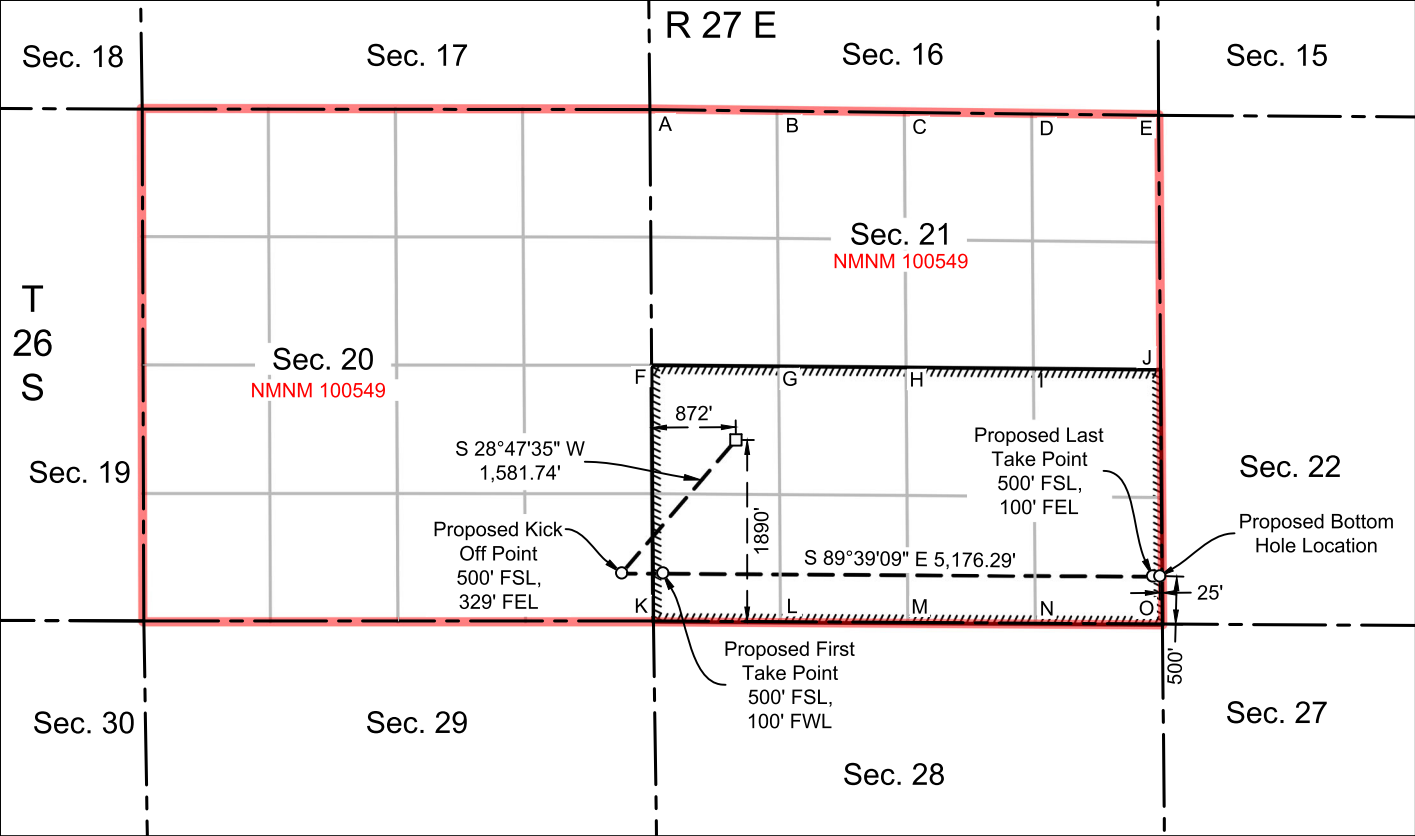 R 27 E
Sec. 18
Sec. 17
Sec. 16
Sec. 15
A
B
C
D
E
Sec. 21
NMNM 100549
T
26
S
Sec. 20
NMNM 100549
F
G
H
I
J
872'
S 28°47'35" W
1,581.74'
Proposed Last
Take Point
500' FSL,
100' FEL
Sec. 19
Sec. 22
Proposed Kick
Off Point
500' FSL,
329' FEL
1890'
Proposed Bottom
Hole Location
S 89°39'09" E 5,176.29'
25'
K
L
M
N
O
500'
Proposed First
Take Point
500' FSL,
100' FWL
Sec. 30
Sec. 29
Sec. 28
Sec. 27